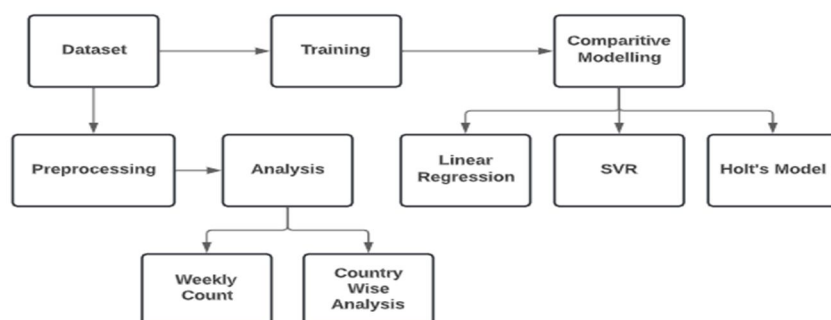 Dataset
Training
Comparitive
Modelling
Preprocessing
Analysis
Linear
Regression
SVR
Holt's Model
Weekly
Count
Country
Wise
Analysis